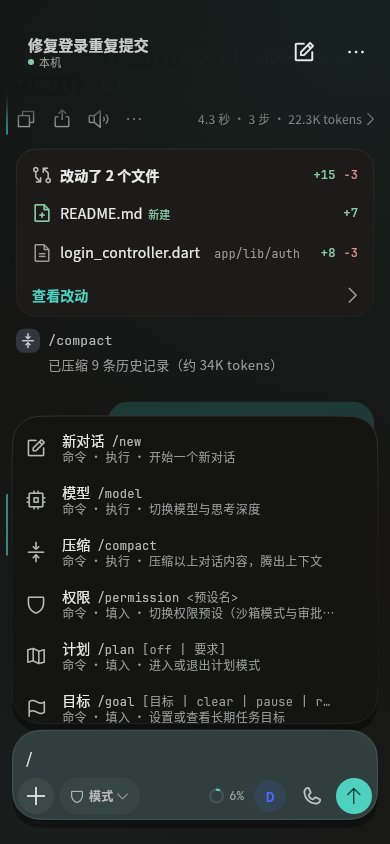 修复登录重复提交
本机
4.3 秒 · 3 步 · 22.3K tokens
改动了 2 个文件 +15 -3
README.md 新建 +7
login_controller.dart app/lib/auth +8 -3
查看改动
/compact
已压缩 9 条历史记录（约 34K tokens）
新对话 /new
命令 · 执行 · 开始一个新对话
模型 /model
命令 · 执行 · 切换模型与思考深度
压缩 /compact
命令 · 执行 · 压缩以上对话内容，腾出上下文
权限 /permission <预设名>
命令 · 填入 · 切换权限预设（沙箱模式与审批…
计划 /plan [off | 要求]
命令 · 填入 · 进入或退出计划模式
目标 /goal [目标 | clear | pause | r…
命令 · 填入 · 设置或查看长期任务目标
/
模式 6% D